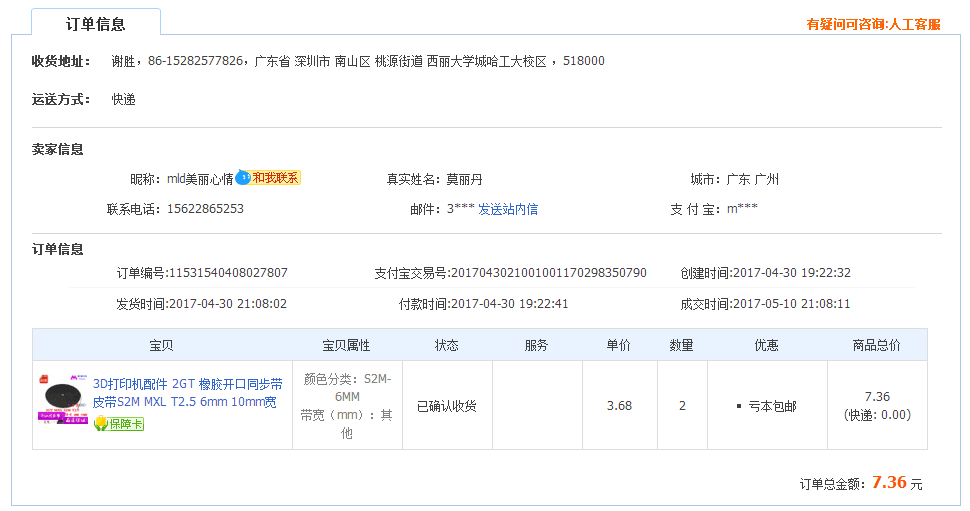 订单信息
有疑问可咨询:人工客服
收货地址： 谢胜，86-15282577826，广东省 深圳市 南山区 桃源街道 西丽大学城哈工大校区 ，518000
运送方式： 快递
卖家信息
昵称：mld美丽心情 和我联系 真实姓名：莫丽丹 城市：广东 广州
联系电话：15622865253 邮件：3*** 发送站内信 支 付 宝：m***
订单信息
订单编号:11531540408027807 支付宝交易号:2017043021001001170298350790 创建时间:2017-04-30 19:22:32
发货时间:2017-04-30 21:08:02 付款时间:2017-04-30 19:22:41 成交时间:2017-05-10 21:08:11
宝贝 宝贝属性 状态 服务 单价 数量 优惠 商品总价
3D打印机配件 2GT 橡胶开口同步带
皮带S2M MXL T2.5 6mm 10mm宽
保障卡
颜色分类：S2M-
6MM
带宽（mm）：其
他
已确认收货
3.68
2
▪ 亏本包邮
7.36
(快递: 0.00)
订单总金额：7.36 元